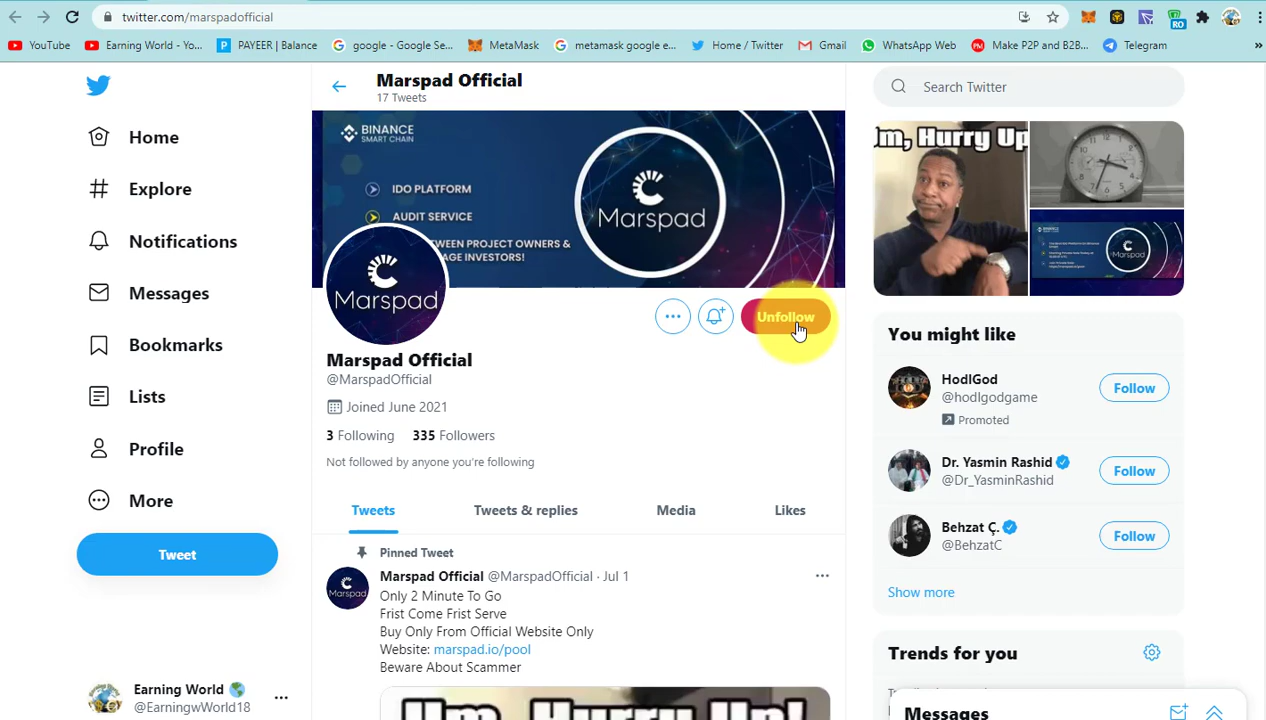 twitter.com/marspadofficial
RO
YouTube
Earning World - Yo...
PAYEER | Balance
google - Google Se...
MetaMask
metamask google e...
Home / Twitter
Gmail
WhatsApp Web
Make P2P and B2B...
Telegram
»
Marspad Official
17 Tweets
BINANCE
SMART CHAIN
IDO PLATFORM
AUDIT SERVICE
TWEEN PROJECT OWNERS &
AGE INVESTORS!
Marspad
Marspad
Unfollow
Marspad Official
@MarspadOfficial
Joined June 2021
3 Following 335 Followers
Not followed by anyone you're following
Tweets
Tweets & replies
Media
Likes
Pinned Tweet
Marspad Official @MarspadOfficial · Jul 1
Only 2 Minute To Go
Frist Come Frist Serve
Buy Only From Official Website Only
Website: marspad.io/pool
Beware About Scammer
Marspad
Um, Hurry Up!
Home
Explore
Notifications
Messages
Bookmarks
Lists
Profile
More
Tweet
Earning World
@EarningwWorld18
Search Twitter
m, Hurry Up
Marspad
You might like
HodlGod
@hodlgodgame
Promoted
Follow
Dr. Yasmin Rashid
@Dr_YasminRashid
Follow
Behzat Ç.
@BehzatC
Follow
Show more
Trends for you
Messages